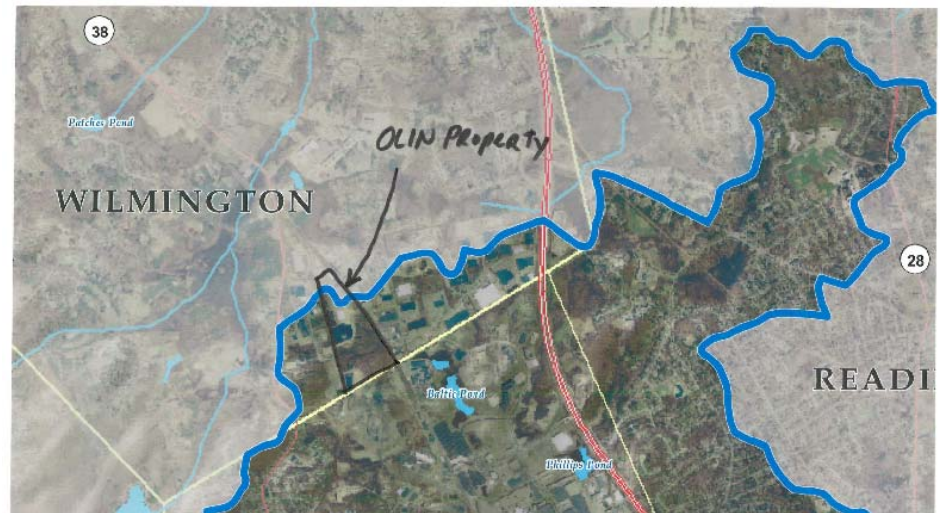 38
Patches Pond
OLIN Property
WILMINGTON
28
READI
Baltic Pond
Phillips Pond